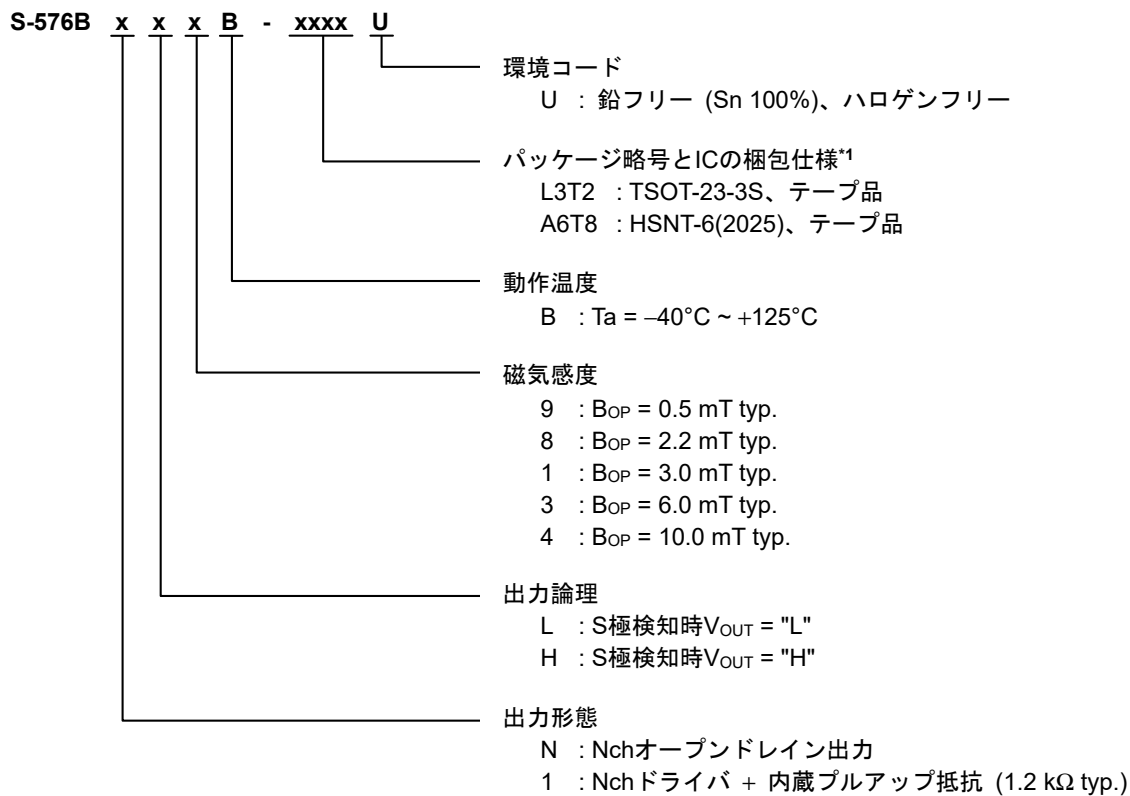 S-576B x x x B - xxxx U
環境コード
U : 鉛フリー (Sn 100%)、ハロゲンフリー
パッケージ略号とICの梱包仕様*1
L3T2 : TSOT-23-3S、テープ品
A6T8 : HSNT-6(2025)、テープ品
動作温度
B : Ta = −40°C ~ +125°C
磁気感度
9 : BOP = 0.5 mT typ.
8 : BOP = 2.2 mT typ.
1 : BOP = 3.0 mT typ.
3 : BOP = 6.0 mT typ.
4 : BOP = 10.0 mT typ.
出力論理
L : S極検知時VOUT = "L"
H : S極検知時VOUT = "H"
出力形態
N : Nchオープンドレイン出力
1 : Nchドライバ + 内蔵プルアップ抵抗 (1.2 kΩ typ.)